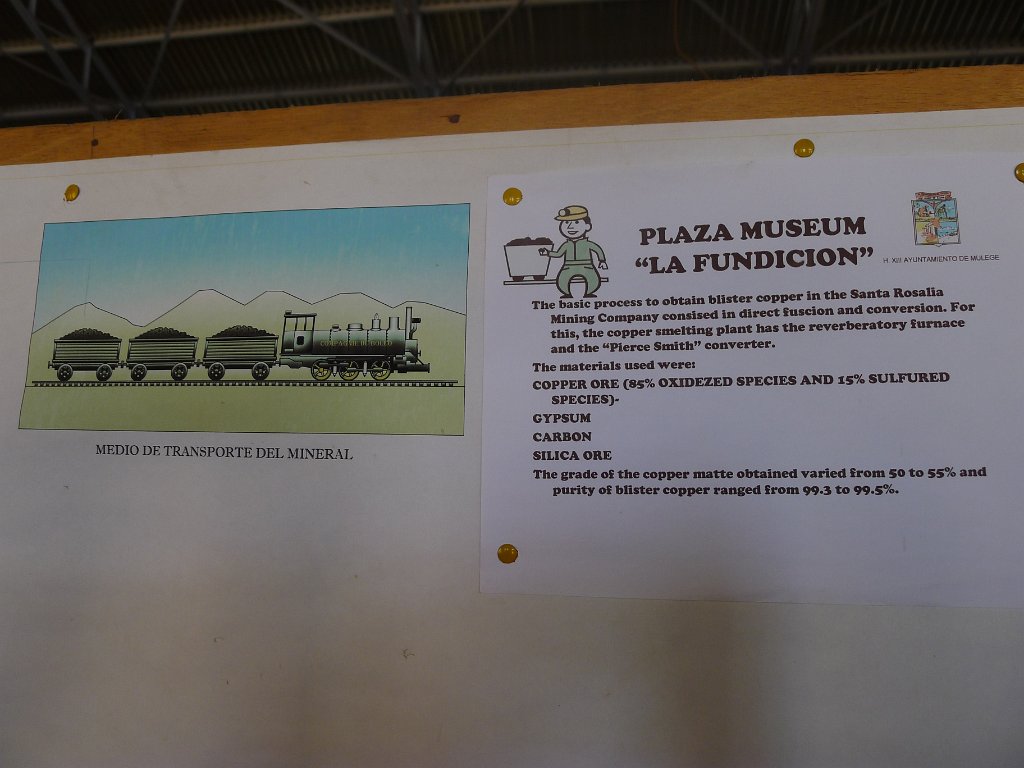 COMPAGNIE DU BOLEO
MEDIO DE TRANSPORTE DEL MINERAL
PLAZA MUSEUM
"LA FUNDICION"
H. XIII AYUNTAMIENTO DE MULEGE
The basic process to obtain blister copper in the Santa Rosalia
Mining Company consised in direct fuscion and conversion. For
this, the copper smelting plant has the reverberatory furnace
and the "Pierce Smith" converter.
The materials used were:
COPPER ORE (85% OXIDEZED SPECIES AND 15% SULFURED
SPECIES)-
GYPSUM
CARBON
SILICA ORE
The grade of the copper matte obtained varied from 50 to 55% and
purity of blister copper ranged from 99.3 to 99.5%.